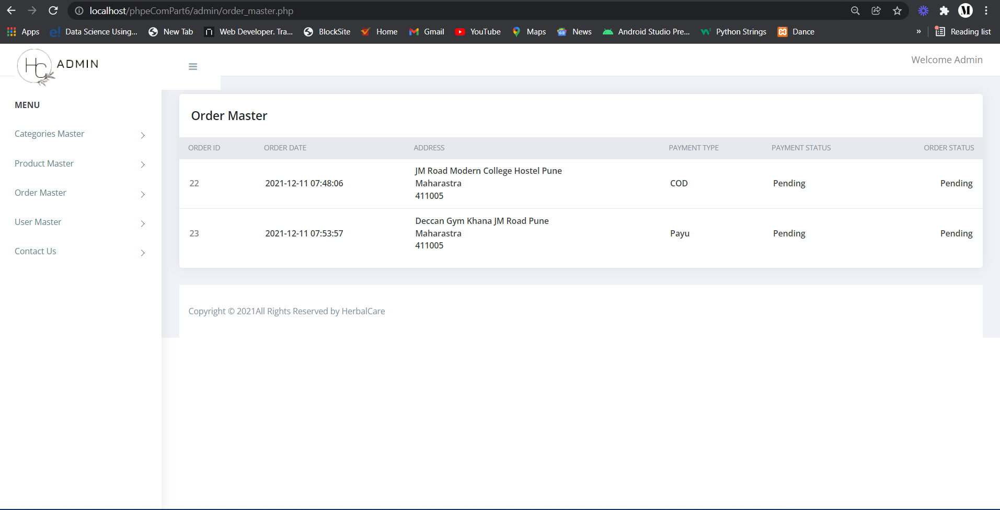 localhost/phpeComPart6/admin/order_master.php
Apps e! Data Science Using... New Tab Web Developer. Tra... BlockSite Home Gmail YouTube Maps News Android Studio Pre... Python Strings Dance » Reading list
HC ADMIN
Welcome Admin
MENU
Categories Master
Product Master
Order Master
User Master
Contact Us
Order Master
ORDER ID ORDER DATE ADDRESS PAYMENT TYPE PAYMENT STATUS ORDER STATUS
JM Road Modern College Hostel Pune
22 2021-12-11 07:48:06 Maharastra COD Pending Pending
411005
Deccan Gym Khana JM Road Pune
23 2021-12-11 07:53:57 Maharastra Payu Pending Pending
411005
Copyright © 2021All Rights Reserved by HerbalCare